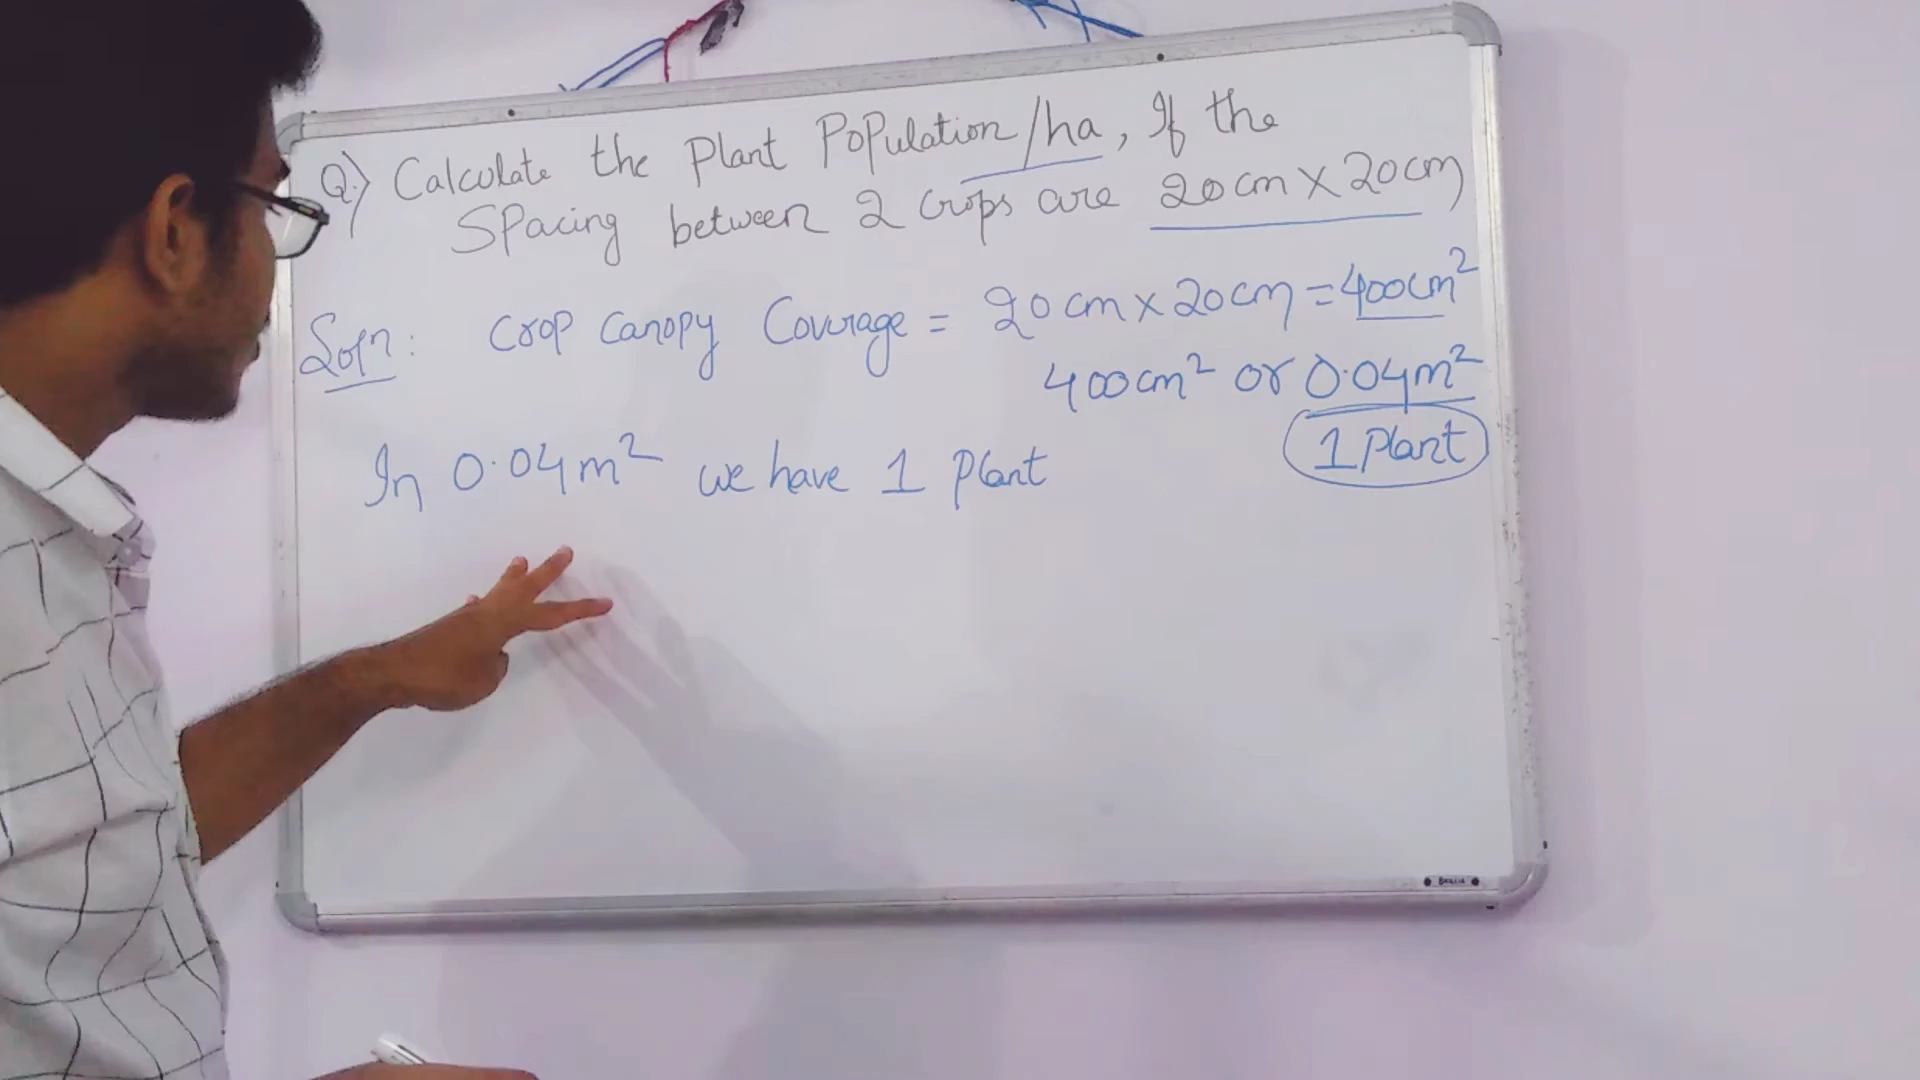 Q.) Calculate the Plant Population/ha, If the
Spacing between 2 crops are 20cm x 20cm
Soln: Crop Canopy Coverage = 20cm x 20cm = 400cm²
400cm² or 0.04m²
1 Plant
In 0.04m² we have 1 Plant